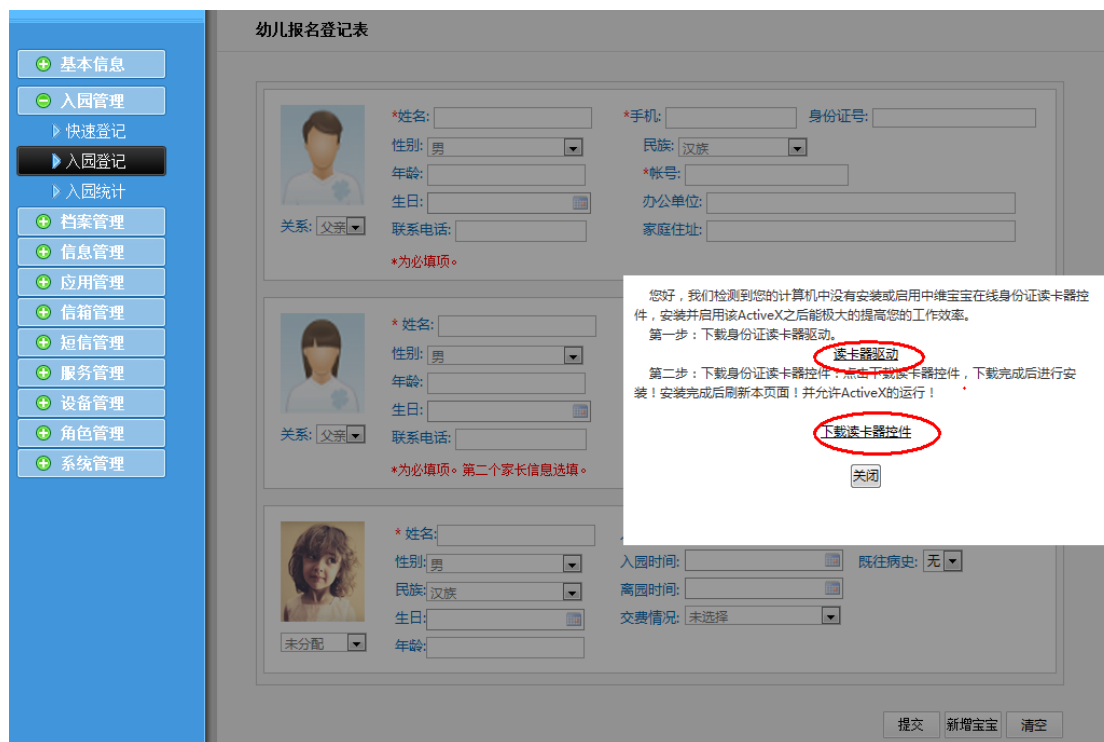 幼儿报名登记表
基本信息
入园管理
快速登记
入园登记
入园统计
档案管理
信息管理
应用管理
信箱管理
短信管理
服务管理
设备管理
角色管理
系统管理
*姓名: *手机: 身份证号:
性别: 男 民族: 汉族
年龄: *帐号:
生日: 办公单位:
关系: 父亲 联系电话: 家庭住址:
*为必填项。
* 姓名:
性别: 男
年龄:
生日:
关系: 父亲 联系电话:
*为必填项。第二个家长信息选填。
您好，我们检测到您的计算机中没有安装或启用中维宝宝在线身份证读卡器控
件，安装并启用该ActiveX之后能极大的提高您的工作效率。
第一步：下载身份证读卡器驱动。
读卡器驱动
第二步：下载身份证读卡器控件：点击下载读卡器控件，下载完成后进行安
装！安装完成后刷新本页面！并允许ActiveX的运行！
下载读卡器控件
关闭
* 姓名:
性别: 男 入园时间: 既往病史: 无
民族: 汉族 离园时间:
生日: 交费情况: 未选择
未分配 年龄:
提交 新增宝宝 清空